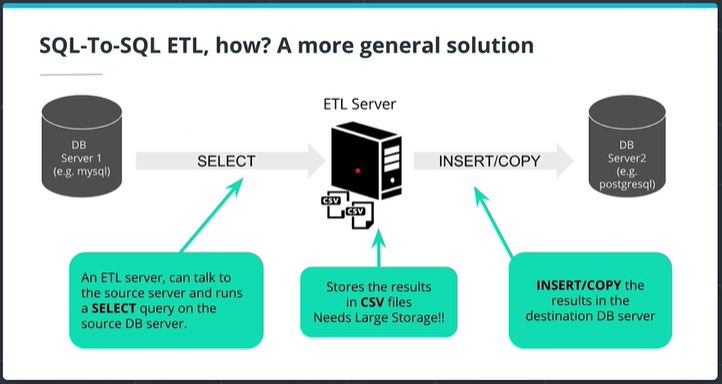 SQL-To-SQL ETL, how? A more general solution
ETL Server
DB
Server 1
(e.g. mysql)
SELECT
INSERT/COPY
DB
Server2
(e.g.
postgresql)
CSV
CSV
An ETL server, can talk to
the source server and runs
a SELECT query on the
source DB server.
Stores the results
in CSV files
Needs Large Storage!!
INSERT/COPY the
results in the
destination DB server